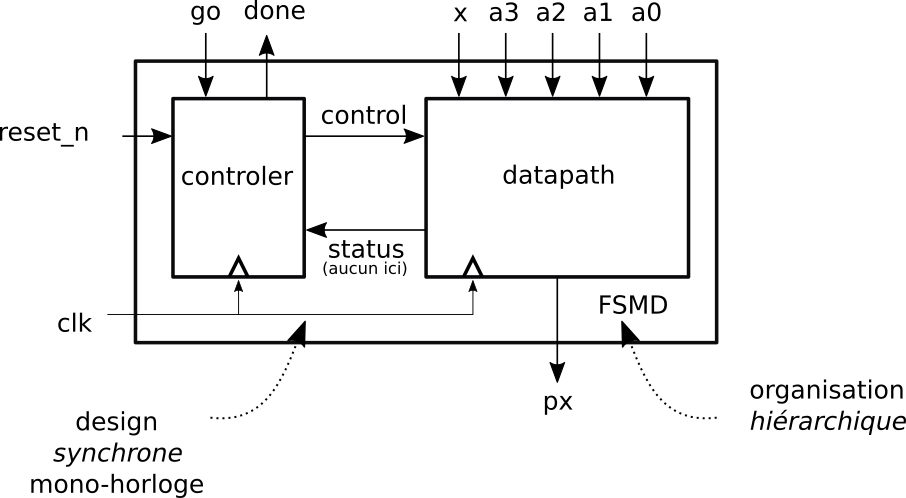 go done x a3 a2 a1 a0
reset_n
control
controler
datapath
status
(aucun ici)
FSMD
clk
px
organisation
hiérarchique
design
synchrone
mono-horloge